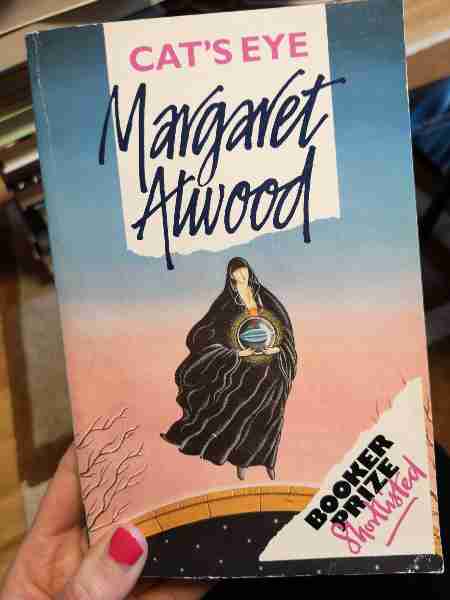 CAT'S EYE
Margaret
Atwood
BOOKER
PRIZE
Shortlisted